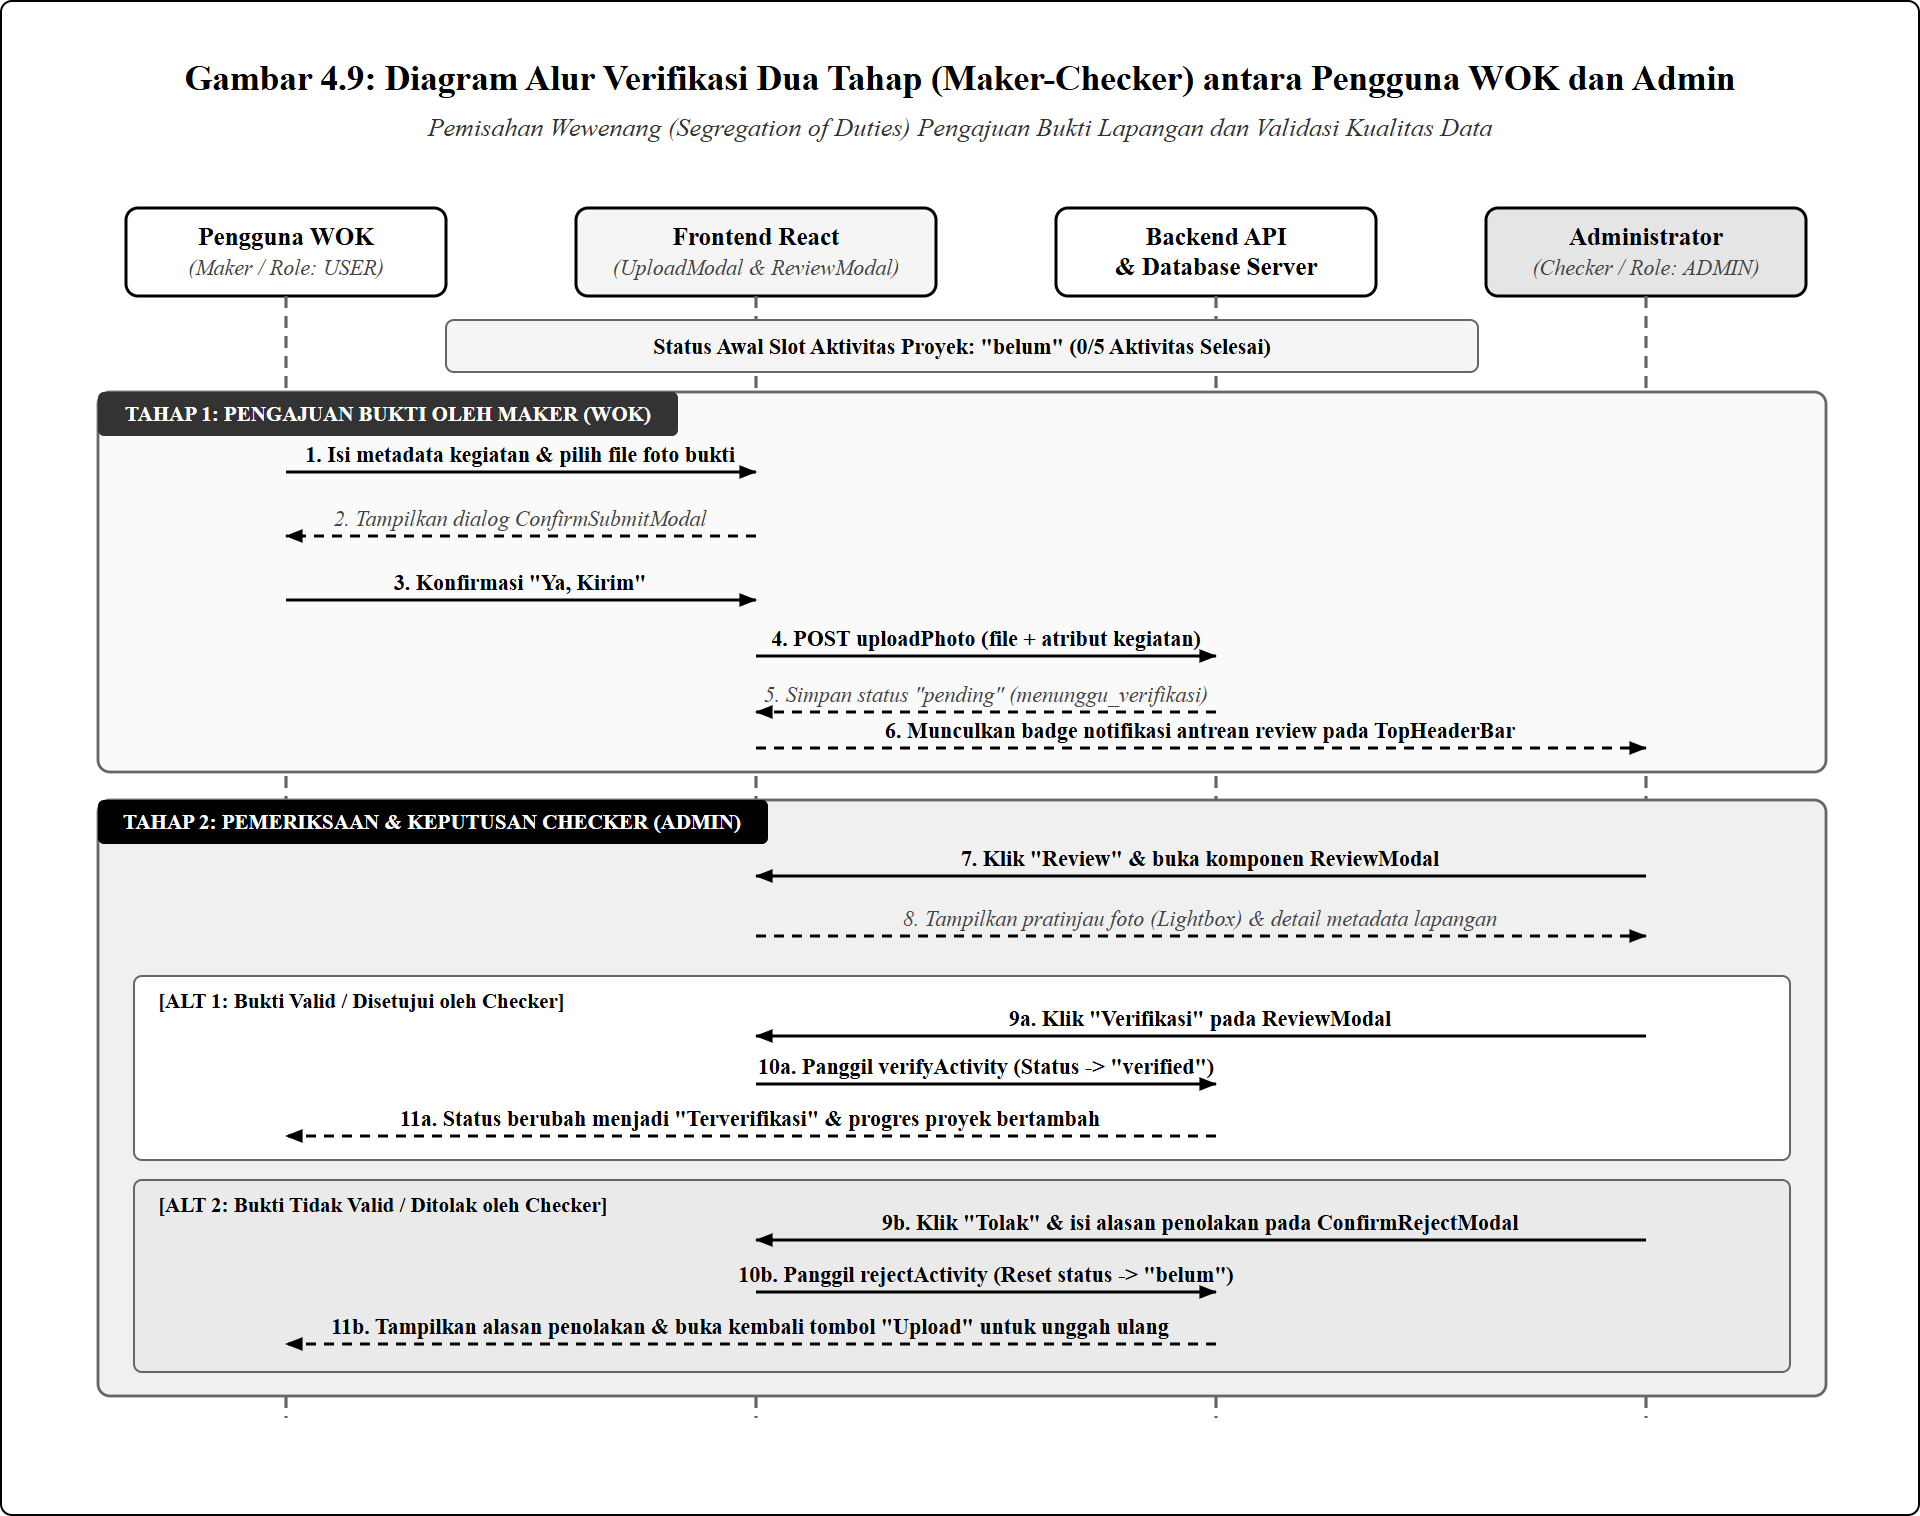 Gambar 4.9: Diagram Alur Verifikasi Dua Tahap (Maker-Checker) antara Pengguna WOK dan Admin
Pemisahan Wewenang (Segregation of Duties) Pengajuan Bukti Lapangan dan Validasi Kualitas Data
Pengguna WOK
(Maker / Role: USER)
Frontend React
(UploadModal & ReviewModal)
Backend API
& Database Server
Administrator
(Checker / Role: ADMIN)
Status Awal Slot Aktivitas Proyek: "belum" (0/5 Aktivitas Selesai)
TAHAP 1: PENGAJUAN BUKTI OLEH MAKER (WOK)
1. Isi metadata kegiatan & pilih file foto bukti
2. Tampilkan dialog ConfirmSubmitModal
3. Konfirmasi "Ya, Kirim"
4. POST uploadPhoto (file + atribut kegiatan)
5. Simpan status "pending" (menunggu_verifikasi)
6. Munculkan badge notifikasi antrean review pada TopHeaderBar
TAHAP 2: PEMERIKSAAN & KEPUTUSAN CHECKER (ADMIN)
7. Klik "Review" & buka komponen ReviewModal
8. Tampilkan pratinjau foto (Lightbox) & detail metadata lapangan
[ALT 1: Bukti Valid / Disetujui oleh Checker]
9a. Klik "Verifikasi" pada ReviewModal
10a. Panggil verifyActivity (Status -> "verified")
11a. Status berubah menjadi "Terverifikasi" & progres proyek bertambah
[ALT 2: Bukti Tidak Valid / Ditolak oleh Checker]
9b. Klik "Tolak" & isi alasan penolakan pada ConfirmRejectModal
10b. Panggil rejectActivity (Reset status -> "belum")
11b. Tampilkan alasan penolakan & buka kembali tombol "Upload" untuk unggah ulang